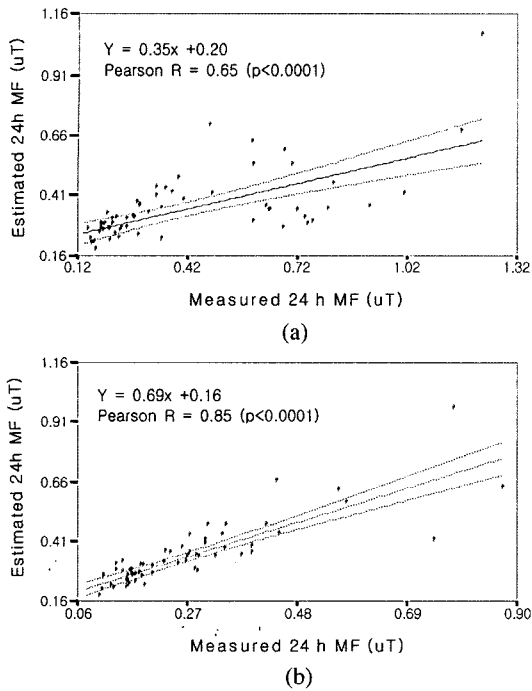 1.16
Y = 0.35x +0.20
Pearson R = 0.65 (p<0.0001)
0.91
0.66
0.41
0.16
Estimated 24h MF (uT)
0.12 0.42 0.72 1.02 1.32
Measured 24 h MF (uT)
(a)
1.16
Y = 0.69x +0.16
Pearson R = 0.85 (p<0.0001)
0.91
0.66
0.41
0.16
Estimated 24h MF (uT)
0.06 0.27 0.48 0.69 0.90
Measured 24 h MF (uT)
(b)